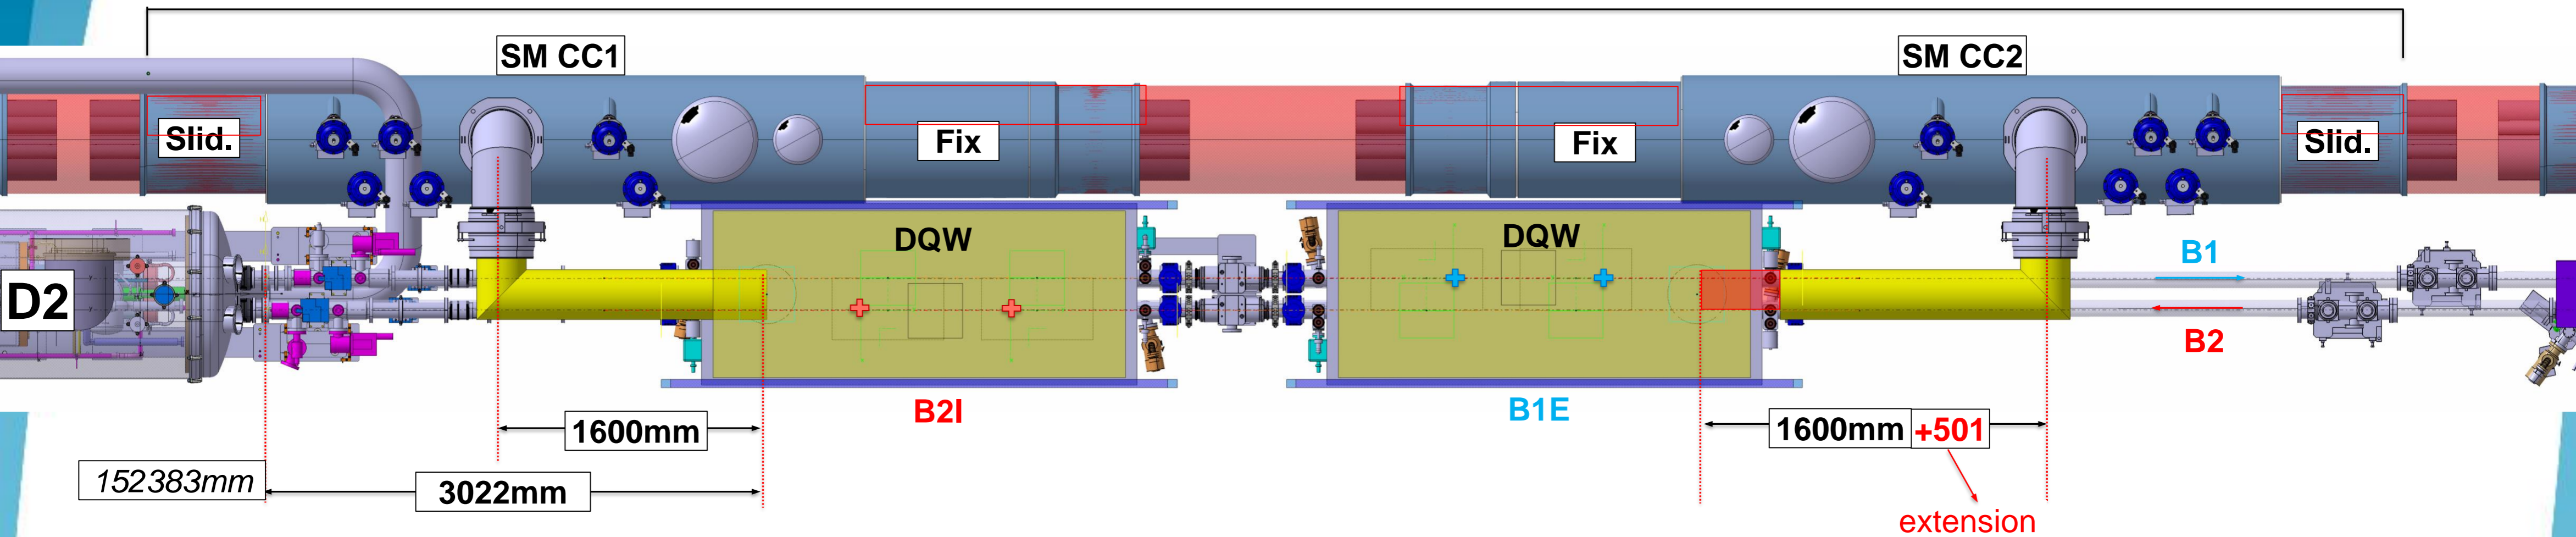 SM CC1
SM CC2
Slid.
Fix
Fix
Slid.
D2
DQW
DQW
B1
B2
B2I
B1E
1600mm
1600mm +501
152383mm
3022mm
extension